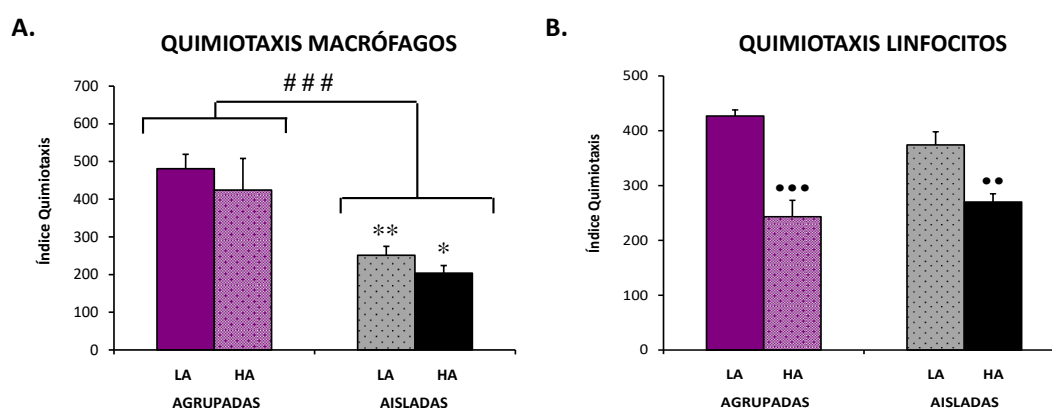 A.
QUIMIOTAXIS MACRÓFAGOS
# # #
Índice Quimiotaxis
700
600
500
400
300
200
100
0
**
*
LA HA LA HA
AGRUPADAS AISLADAS
B.
QUIMIOTAXIS LINFOCITOS
Índice Quimiotaxis
500
400
300
200
100
0
•••
••
LA HA LA HA
AGRUPADAS AISLADAS